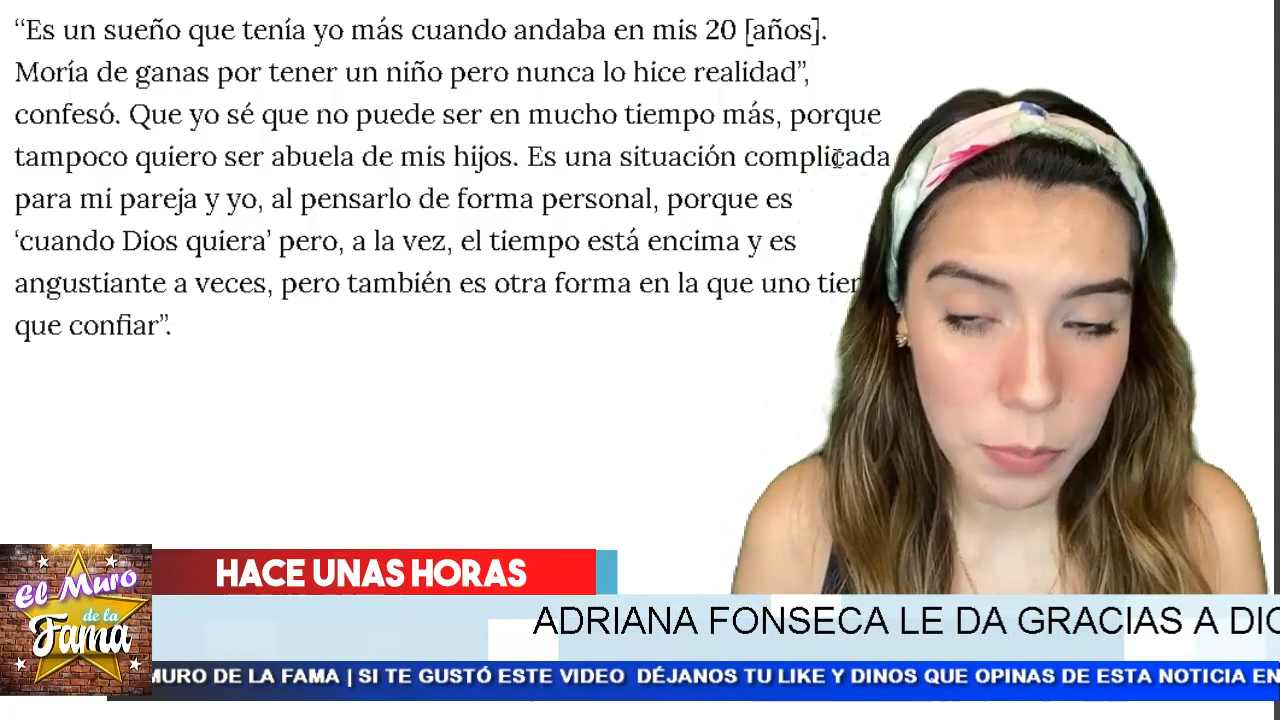 “Es un sueño que tenía yo más cuando andaba en mis 20 [años].
Moría de ganas por tener un niño pero nunca lo hice realidad”,
confesó. Que yo sé que no puede ser en mucho tiempo más, porque
tampoco quiero ser abuela de mis hijos. Es una situación complicada
para mi pareja y yo, al pensarlo de forma personal, porque es
‘cuando Dios quiera’ pero, a la vez, el tiempo está encima y es
angustiante a veces, pero también es otra forma en la que uno
que confiar”.
El Muro
de la
Fama
HACE UNAS HORAS
ADRIANA FONSECA LE DA GRACIAS A
MURO DE LA FAMA | SI TE GUSTÓ ESTE VIDEO DÉJANOS TU LIKE Y DINOS QUE OPINAS DE ESTA NOTICIA EN